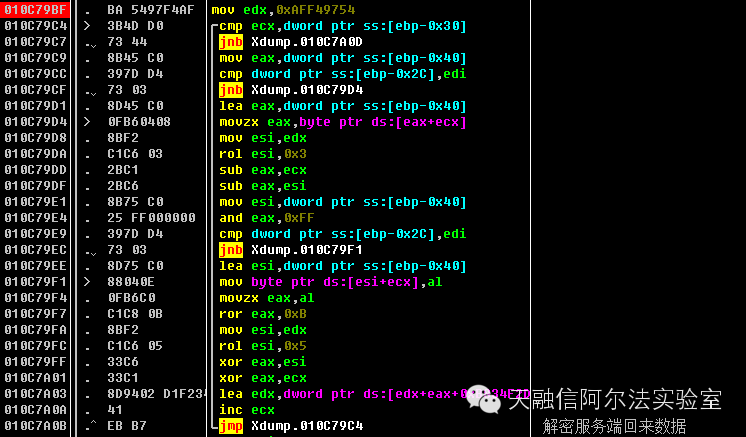 010C79BF . BA 5497F4AF mov edx,0xAFF49754
010C79C4 > 3B4D D0 cmp ecx,dword ptr ss:[ebp-0x30]
010C79C7 .ˇ 73 44 jnb Xdump.010C7A0D
010C79C9 . 8B45 C0 mov eax,dword ptr ss:[ebp-0x40]
010C79CC . 397D D4 cmp dword ptr ss:[ebp-0x2C],edi
010C79CF .ˇ 73 03 jnb Xdump.010C79D4
010C79D1 . 8D45 C0 lea eax,dword ptr ss:[ebp-0x40]
010C79D4 > 0FB60408 movzx eax,byte ptr ds:[eax+ecx]
010C79D8 . 8BF2 mov esi,edx
010C79DA . C1C6 03 rol esi,0x3
010C79DD . 2BC1 sub eax,ecx
010C79DF . 2BC6 sub eax,esi
010C79E1 . 8B75 C0 mov esi,dword ptr ss:[ebp-0x40]
010C79E4 . 25 FF000000 and eax,0xFF
010C79E9 . 397D D4 cmp dword ptr ss:[ebp-0x2C],edi
010C79EC .ˇ 73 03 jnb Xdump.010C79F1
010C79EE . 8D75 C0 lea esi,dword ptr ss:[ebp-0x40]
010C79F1 > 88040E mov byte ptr ds:[esi+ecx],al
010C79F4 . 0FB6C0 movzx eax,al
010C79F7 . C1C8 0B ror eax,0xB
010C79FA . 8BF2 mov esi,edx
010C79FC . C1C6 05 rol esi,0x5
010C79FF . 33C6 xor eax,esi
010C7A01 . 33C1 xor eax,ecx
010C7A03 . 8D9402 D1F234 lea edx,dword ptr ds:[edx+eax+
010C7A0A . 41 inc ecx
010C7A0B .^ EB B7 jmp Xdump.010C79C4
天融信阿尔法实验室
解密服务端回来数据